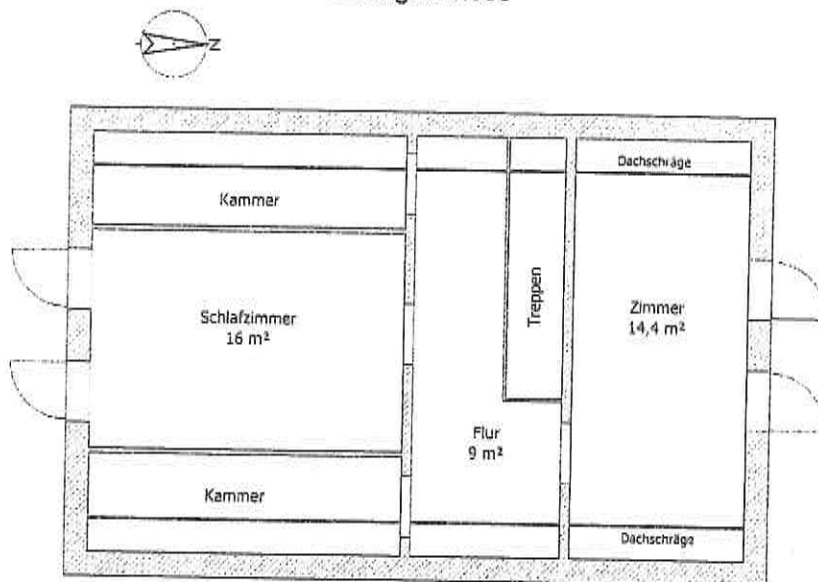 N
Dachschräge
Kammer
Schlafzimmer
16 m²
Treppen
Zimmer
14,4 m²
Flur
9 m²
Kammer
Dachschräge